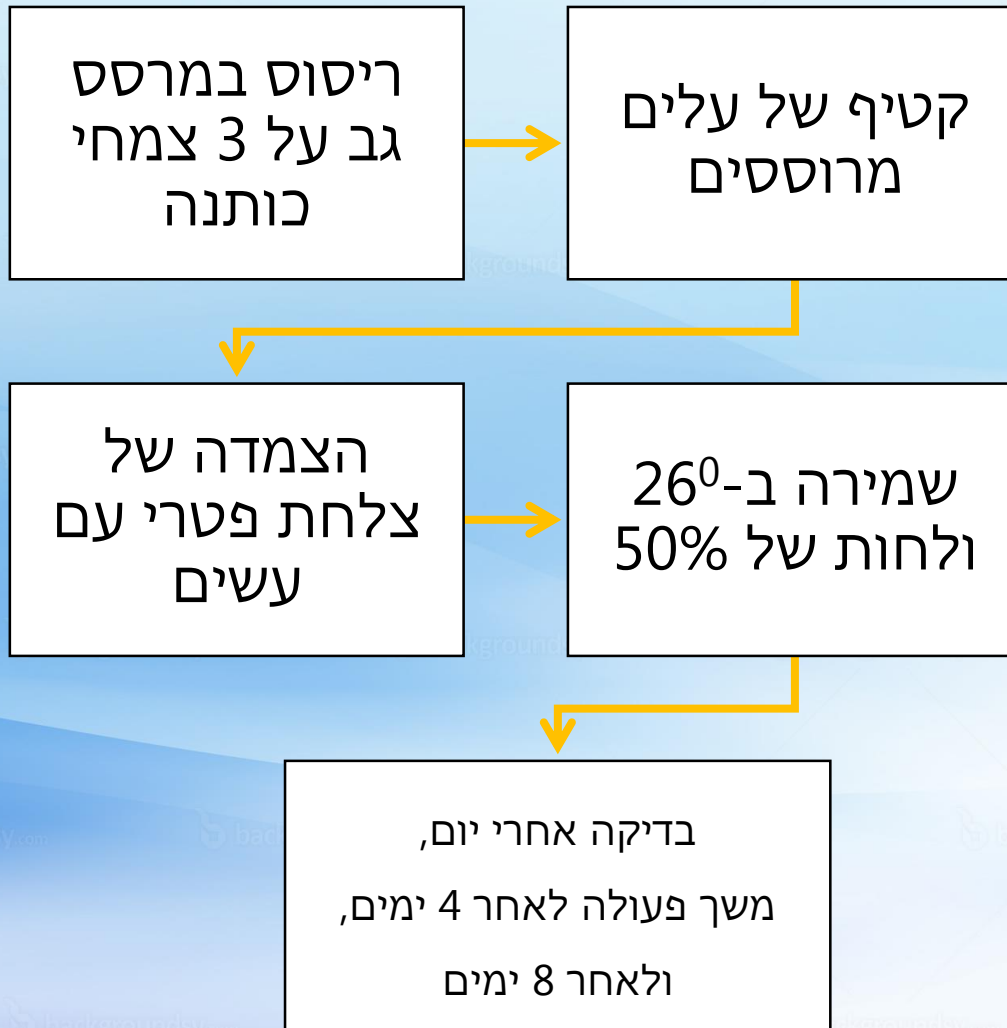 ריסוס במרסס
גב על 3 צמחי
כותנה
קטיף של עלים
מרוססים
הצמדה של
צלחת פטרי עם
עשים
שמירה ב-26⁰
ולחות של 50%
בדיקה אחרי יום,
משך פעולה לאחר 4 ימים,
ולאחר 8 ימים